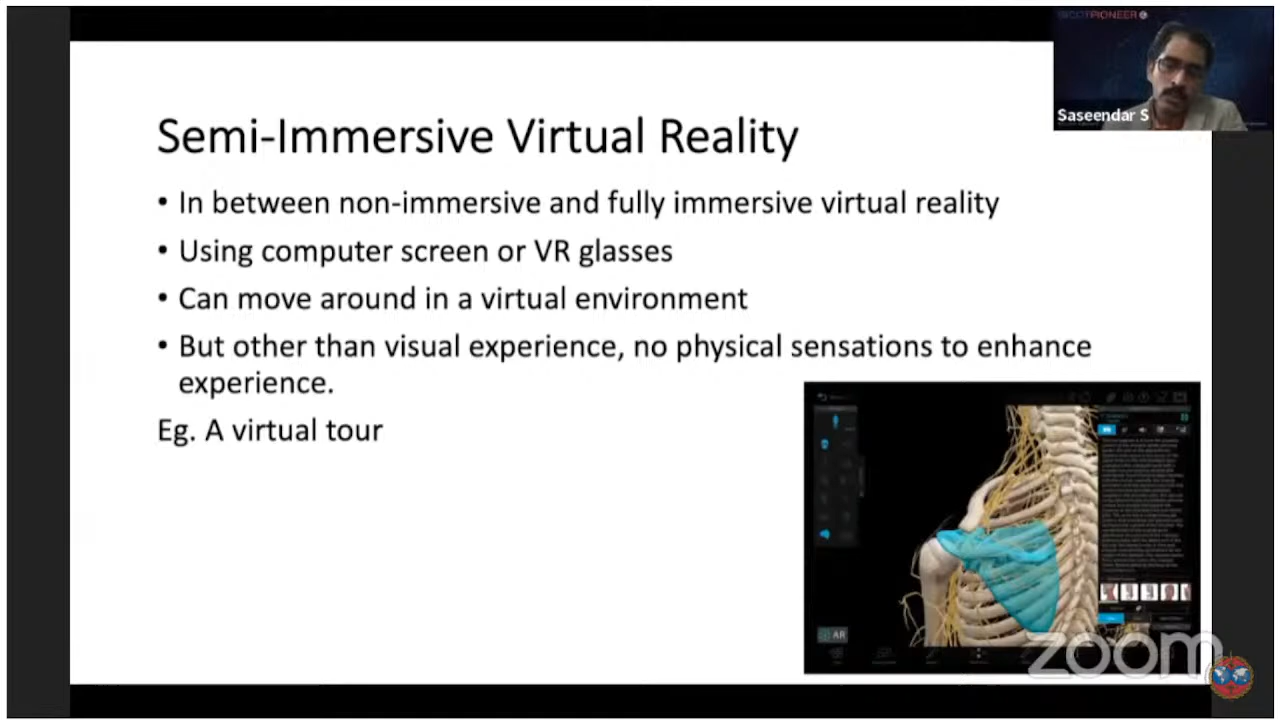 PIONEER
Saseendar S
Semi-Immersive Virtual Reality
• In between non-immersive and fully immersive virtual reality
• Using computer screen or VR glasses
• Can move around in a virtual environment
• But other than visual experience, no physical sensations to enhance
experience.
Eg. A virtual tour
AR
zoom